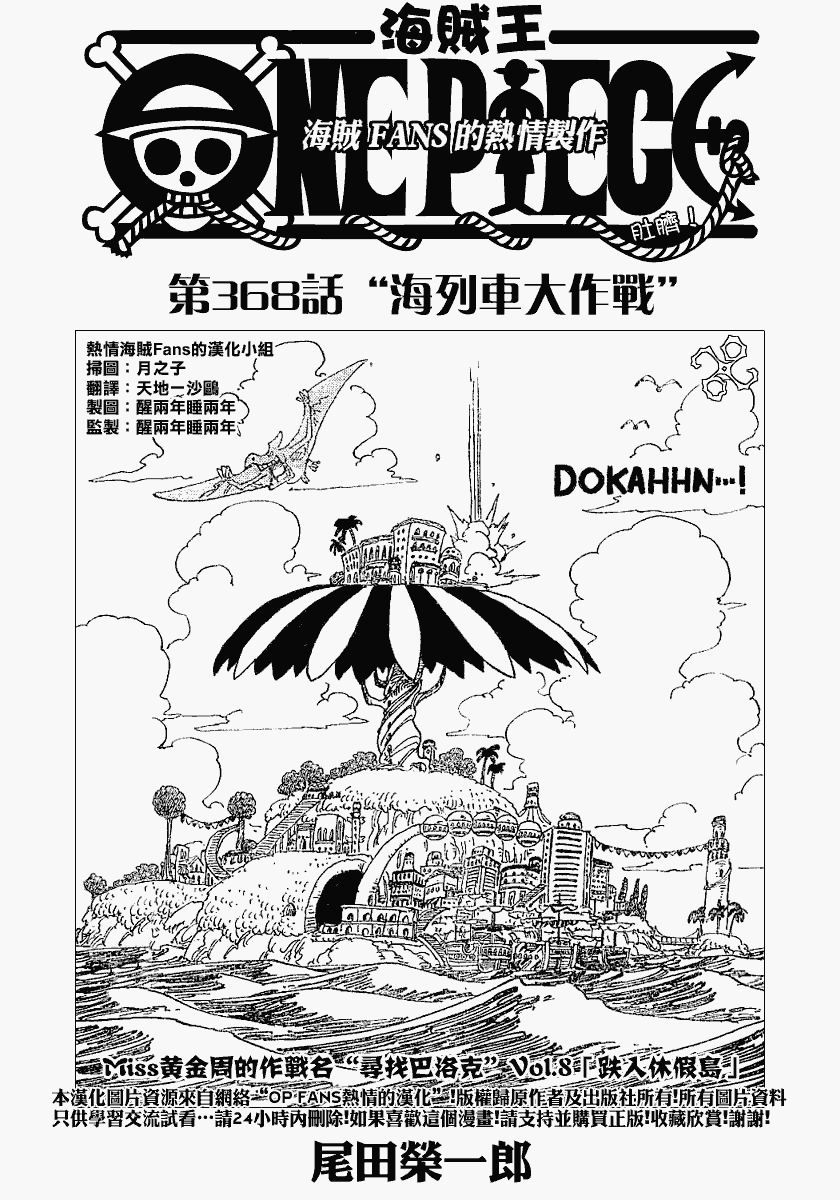 海賊王
ONE PIECE
海賊 FANS 的熱情製作
肚臍！
第368話 “海列車大作戰”
熱情海賊Fans的漢化小組
掃圖：月之子
翻譯：天地一沙鷗
製圖：醒兩年睡兩年
監製：醒兩年睡兩年
DOKAHHN…!
Miss黃金周的作戰名 “尋找巴洛克” Vol.8「跌入休假島」
本漢化圖片資源來自網絡 “OP FANS熱情的漢化” !版權歸原作者及出版社所有!所有圖片資料
只供學習交流試看…請24小時內刪除!如果喜歡這個漫畫!請支持並購買正版!收藏欣賞!謝謝!
尾田榮一郎